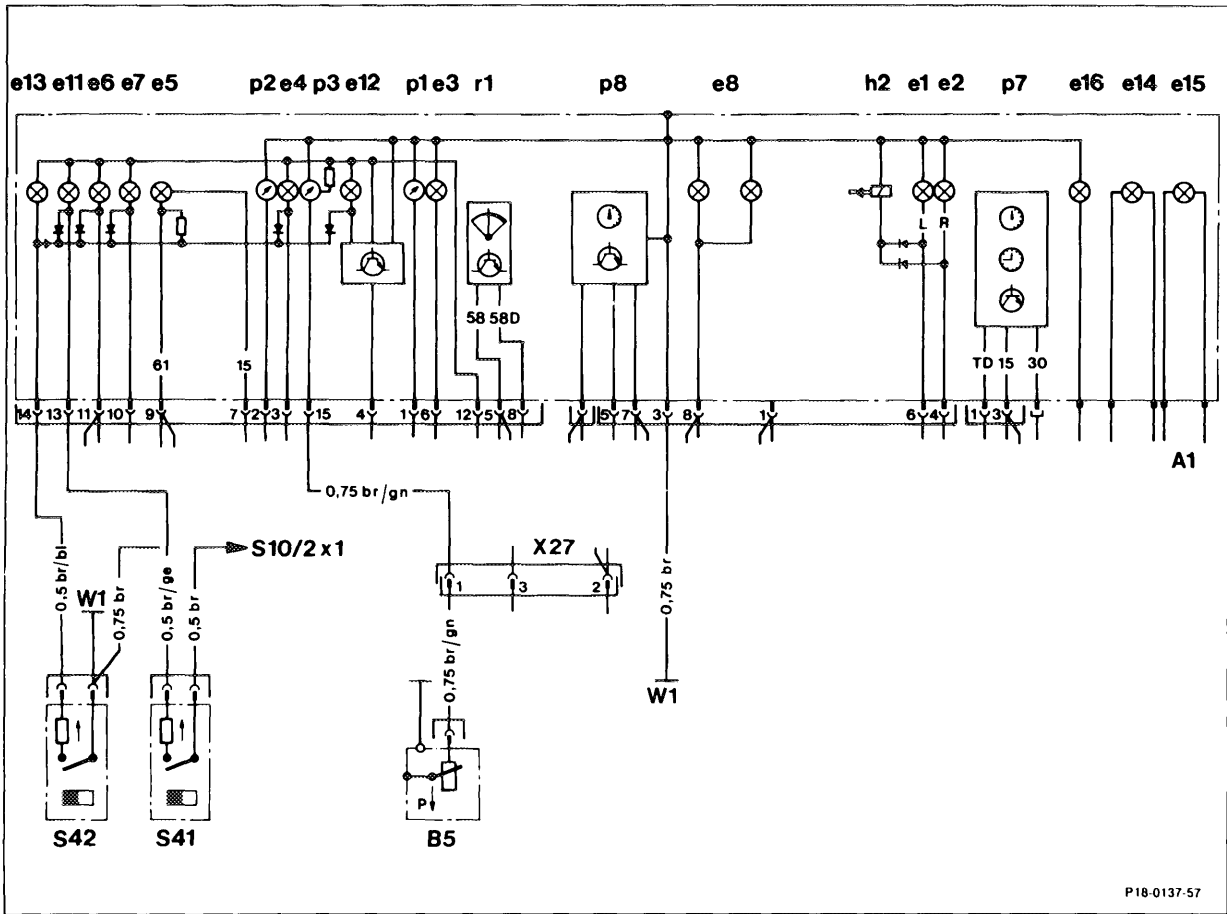 e13 e11 e6 e7 e5 p2 e4 p3 e12 p1 e3 r1 p8 e8 h2 e1 e2 p7 e16 e14 e15
L R
58 58D
61 15 TD 15 30
14 13 11 10 9 7 2 3 15 4 1 6 12 5 8 5 7 3 8 1 6 4 1 3
A1
0,75 br/gn
S10/2 x 1
X27
1 3 2
0.5 br/bl
W1
0,75 br
0,5 br/ge
0,5 br
0,75 br/gn
0,75 br
W1
P
S42 S41 B5
P18-0137-57